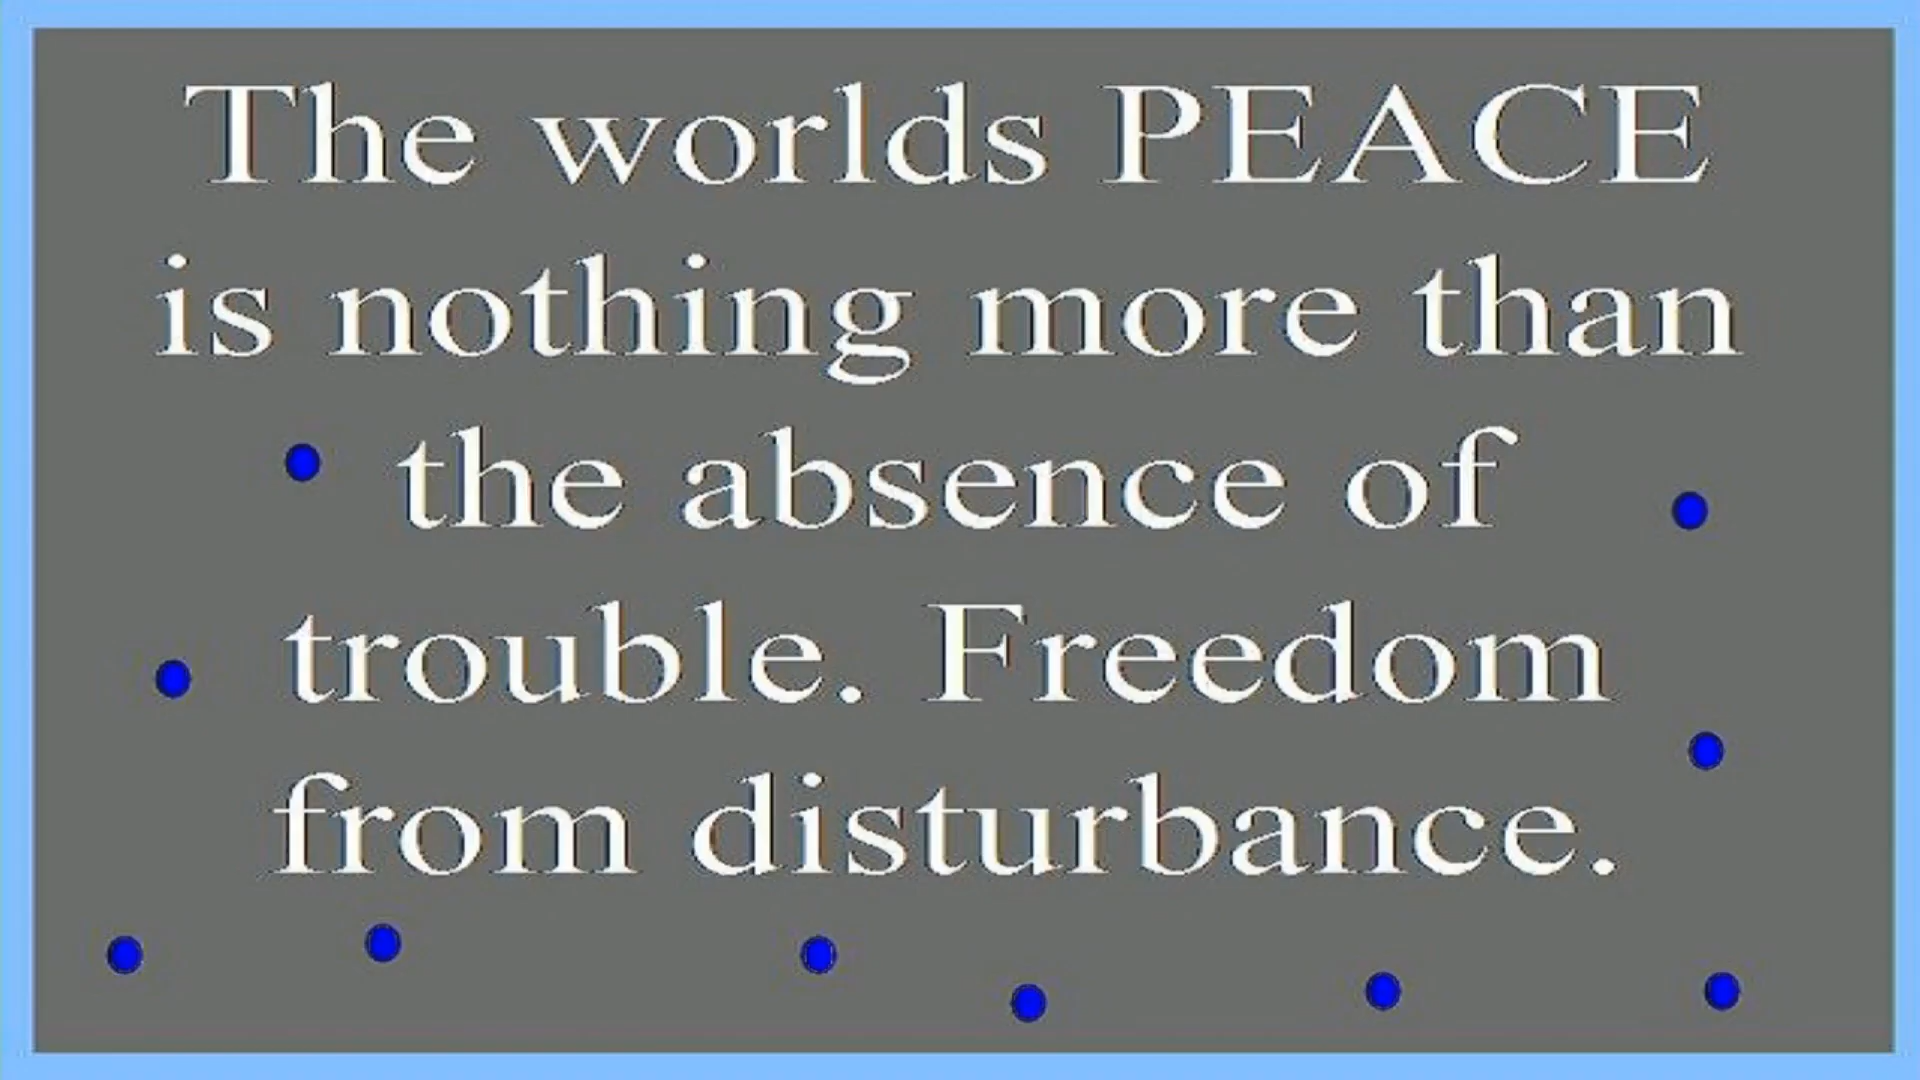 The worlds PEACE
is nothing more than
the absence of
trouble. Freedom
from disturbance.